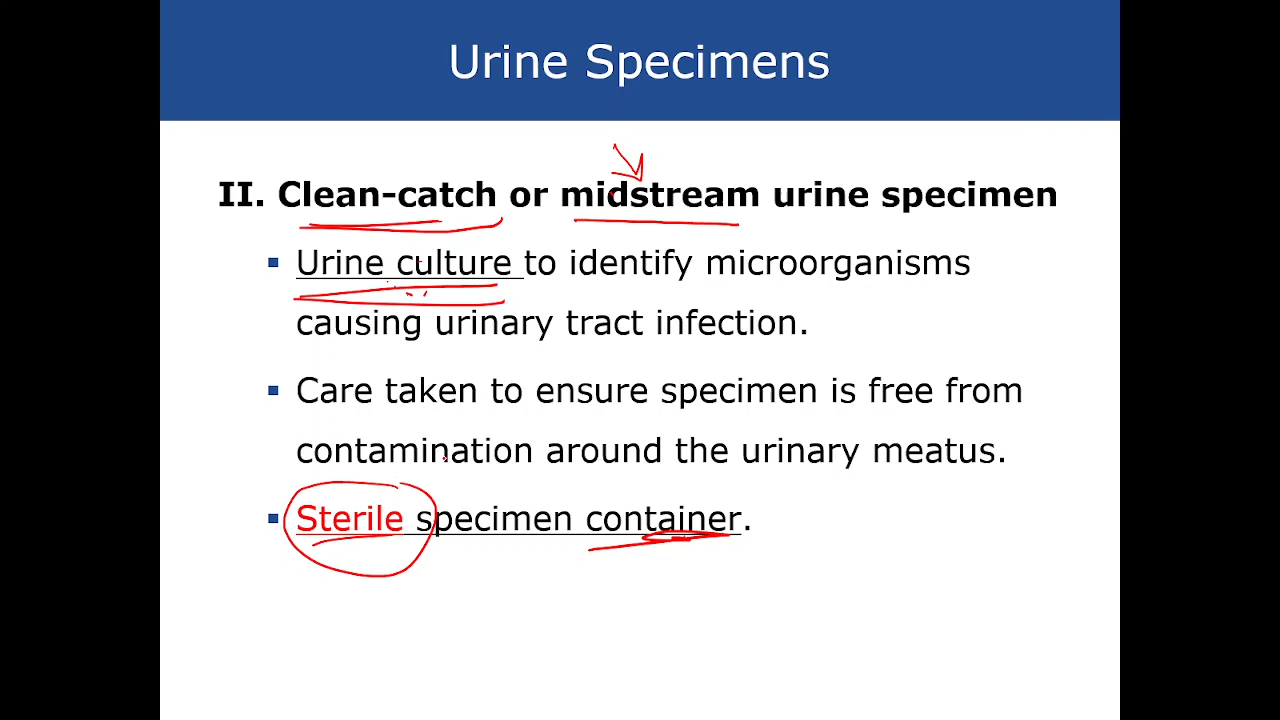 Urine Specimens
II. Clean-catch or midstream urine specimen
▪ Urine culture to identify microorganisms
causing urinary tract infection.
▪ Care taken to ensure specimen is free from
contamination around the urinary meatus.
▪ Sterile specimen container.